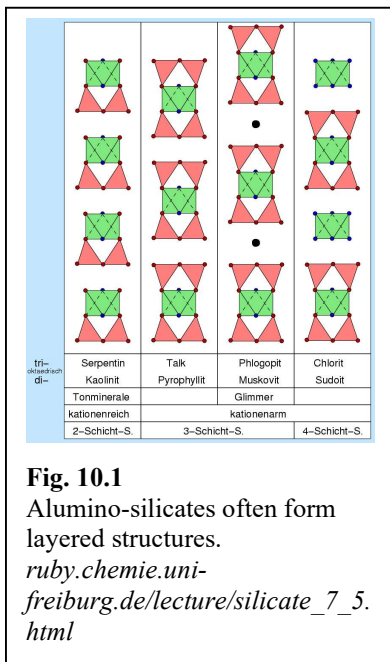 tri–
oktaedrisch
di–
Serpentin Talk Phlogopit Chlorit
Kaolinit Pyrophyllit Muskovit Sudoit
Tonminerale Glimmer
kationenreich kationenarm
2–Schicht–S. 3–Schicht–S. 4–Schicht–S.
Fig. 10.1
Alumino-silicates often form
layered structures.
ruby.chemie.uni-
freiburg.de/lecture/silicate_7_5.
html